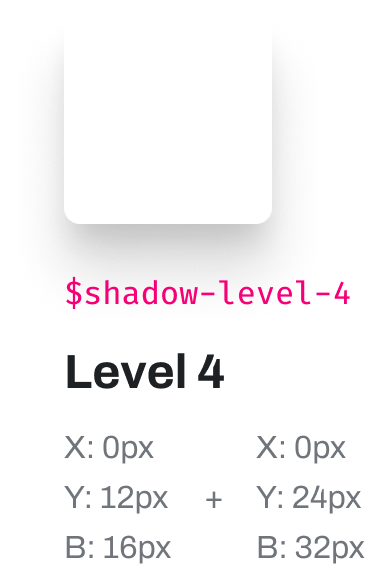 $shadow-level-4
Level 4
X: 0px X: 0px
Y: 12px + Y: 24px
B: 16px B: 32px